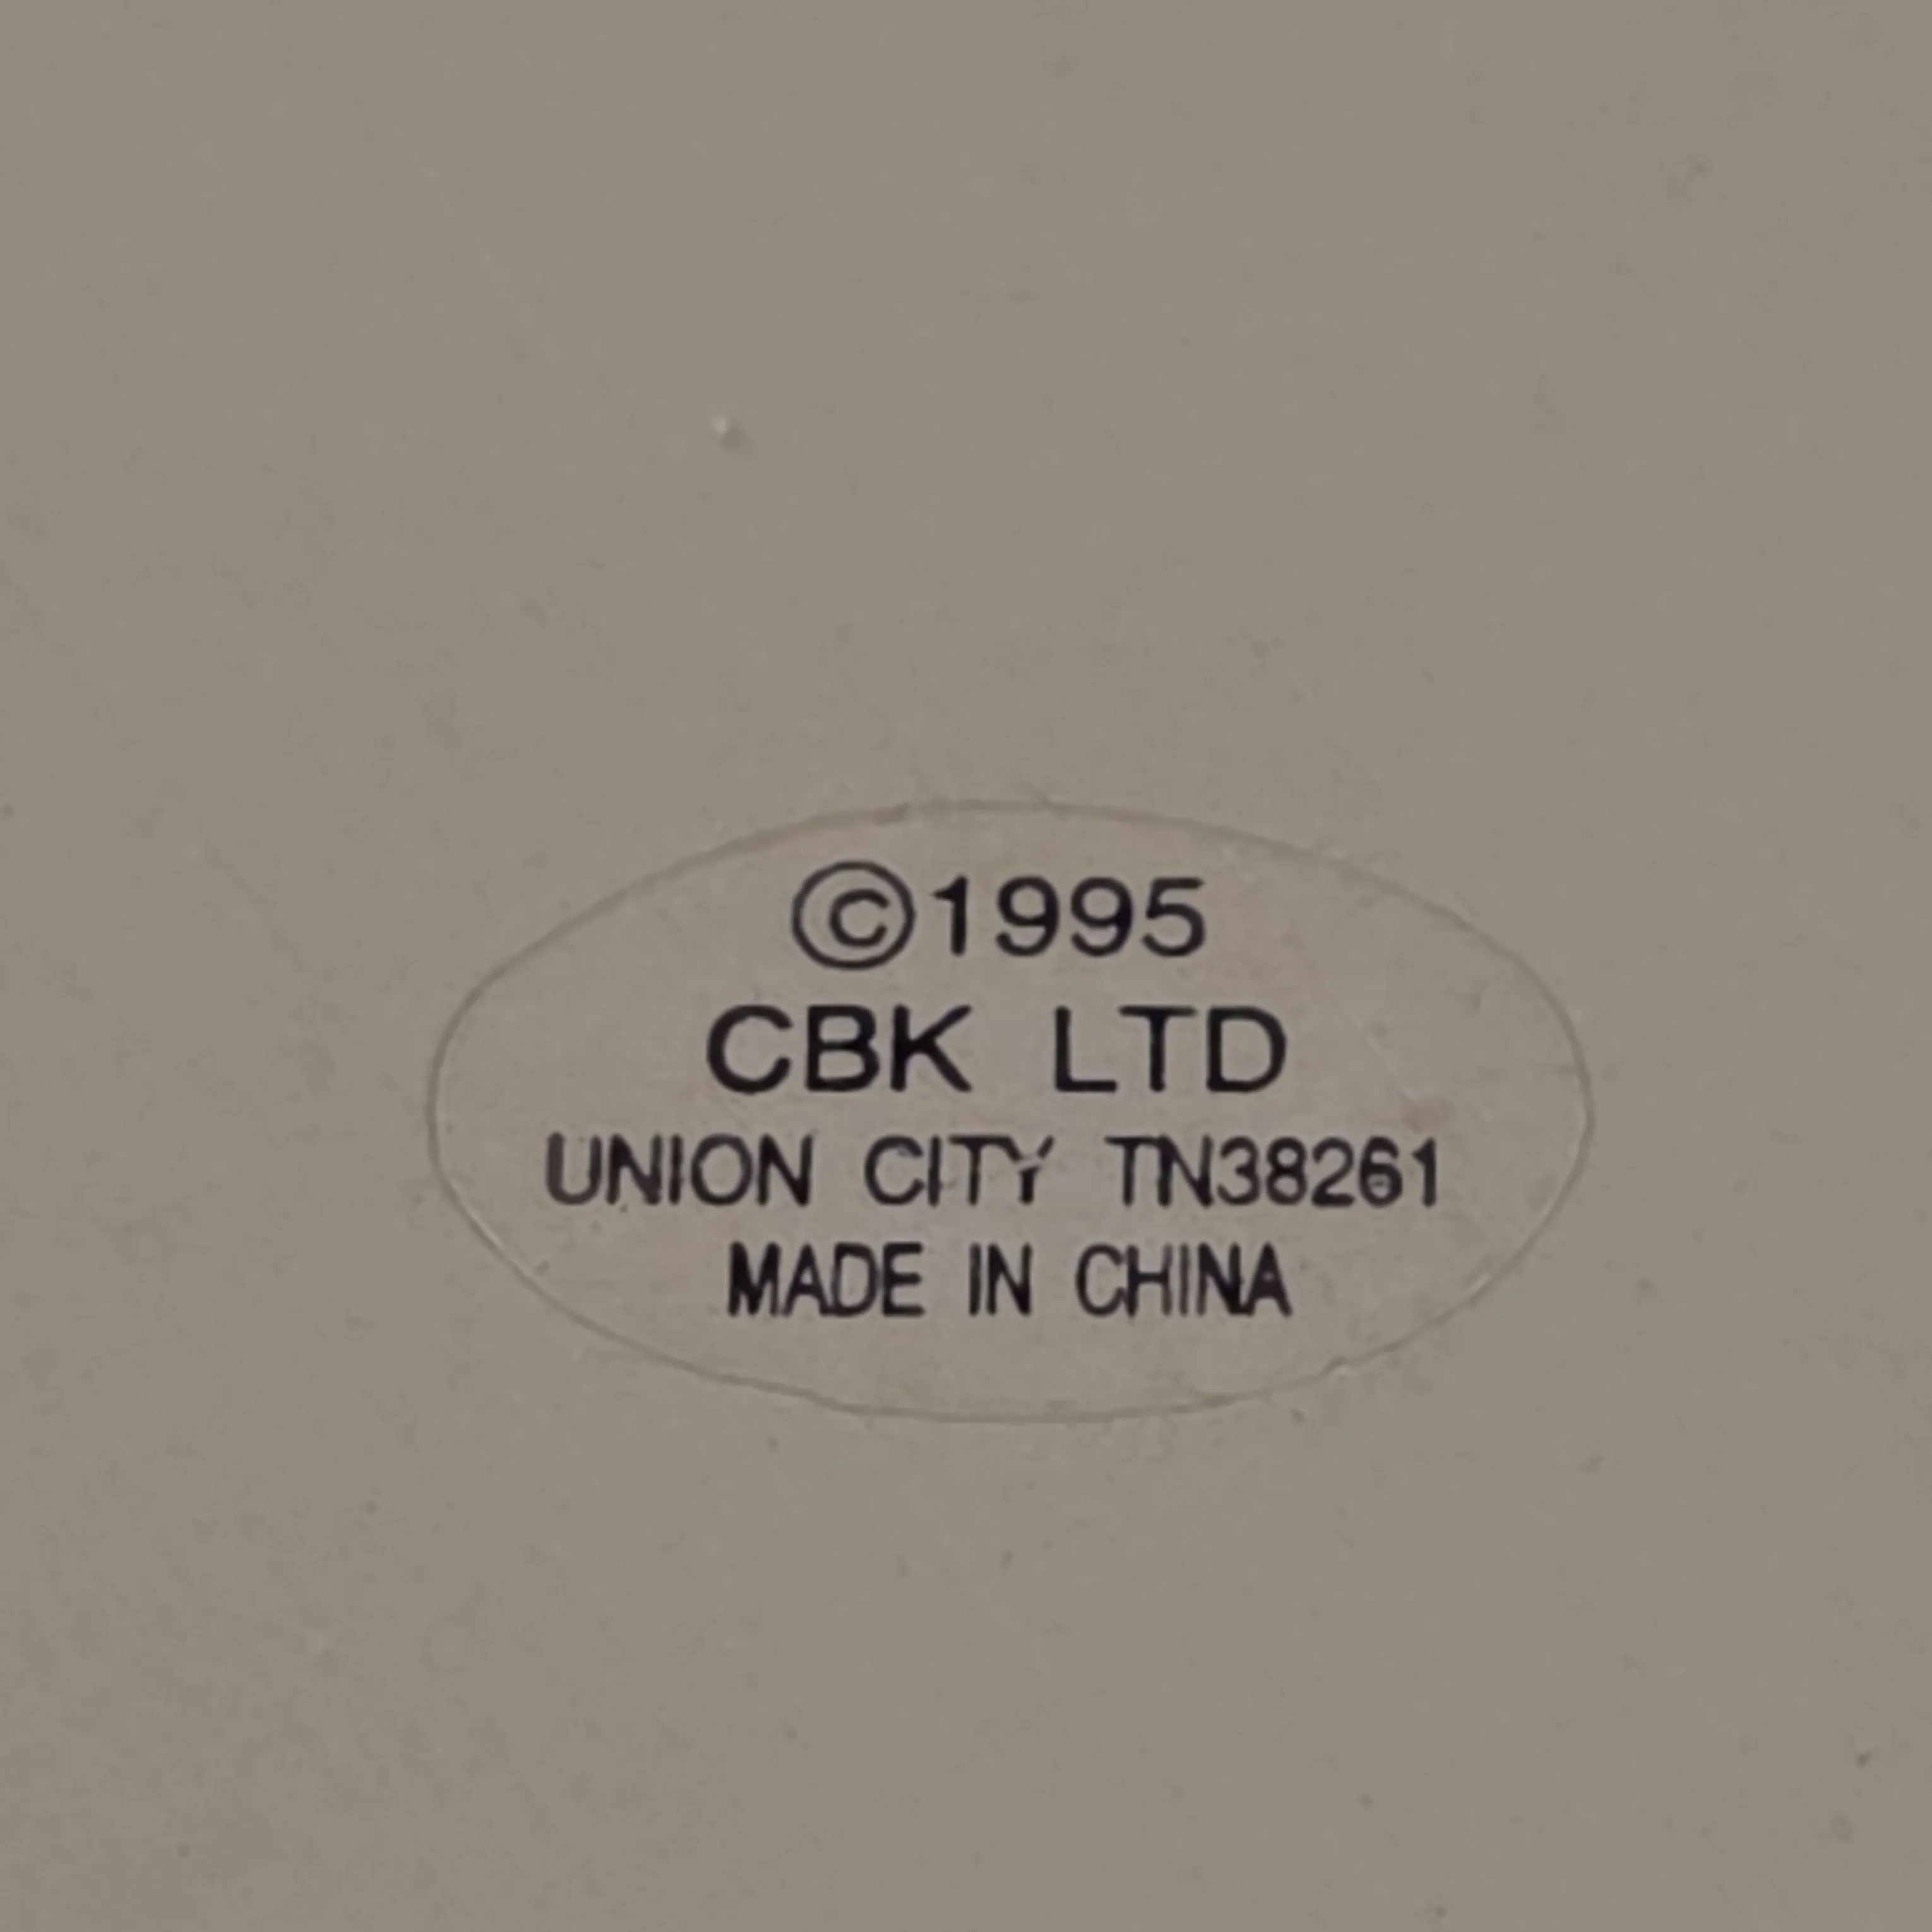 ©1995
CBK LTD
UNION CITY TN38261
MADE IN CHINA